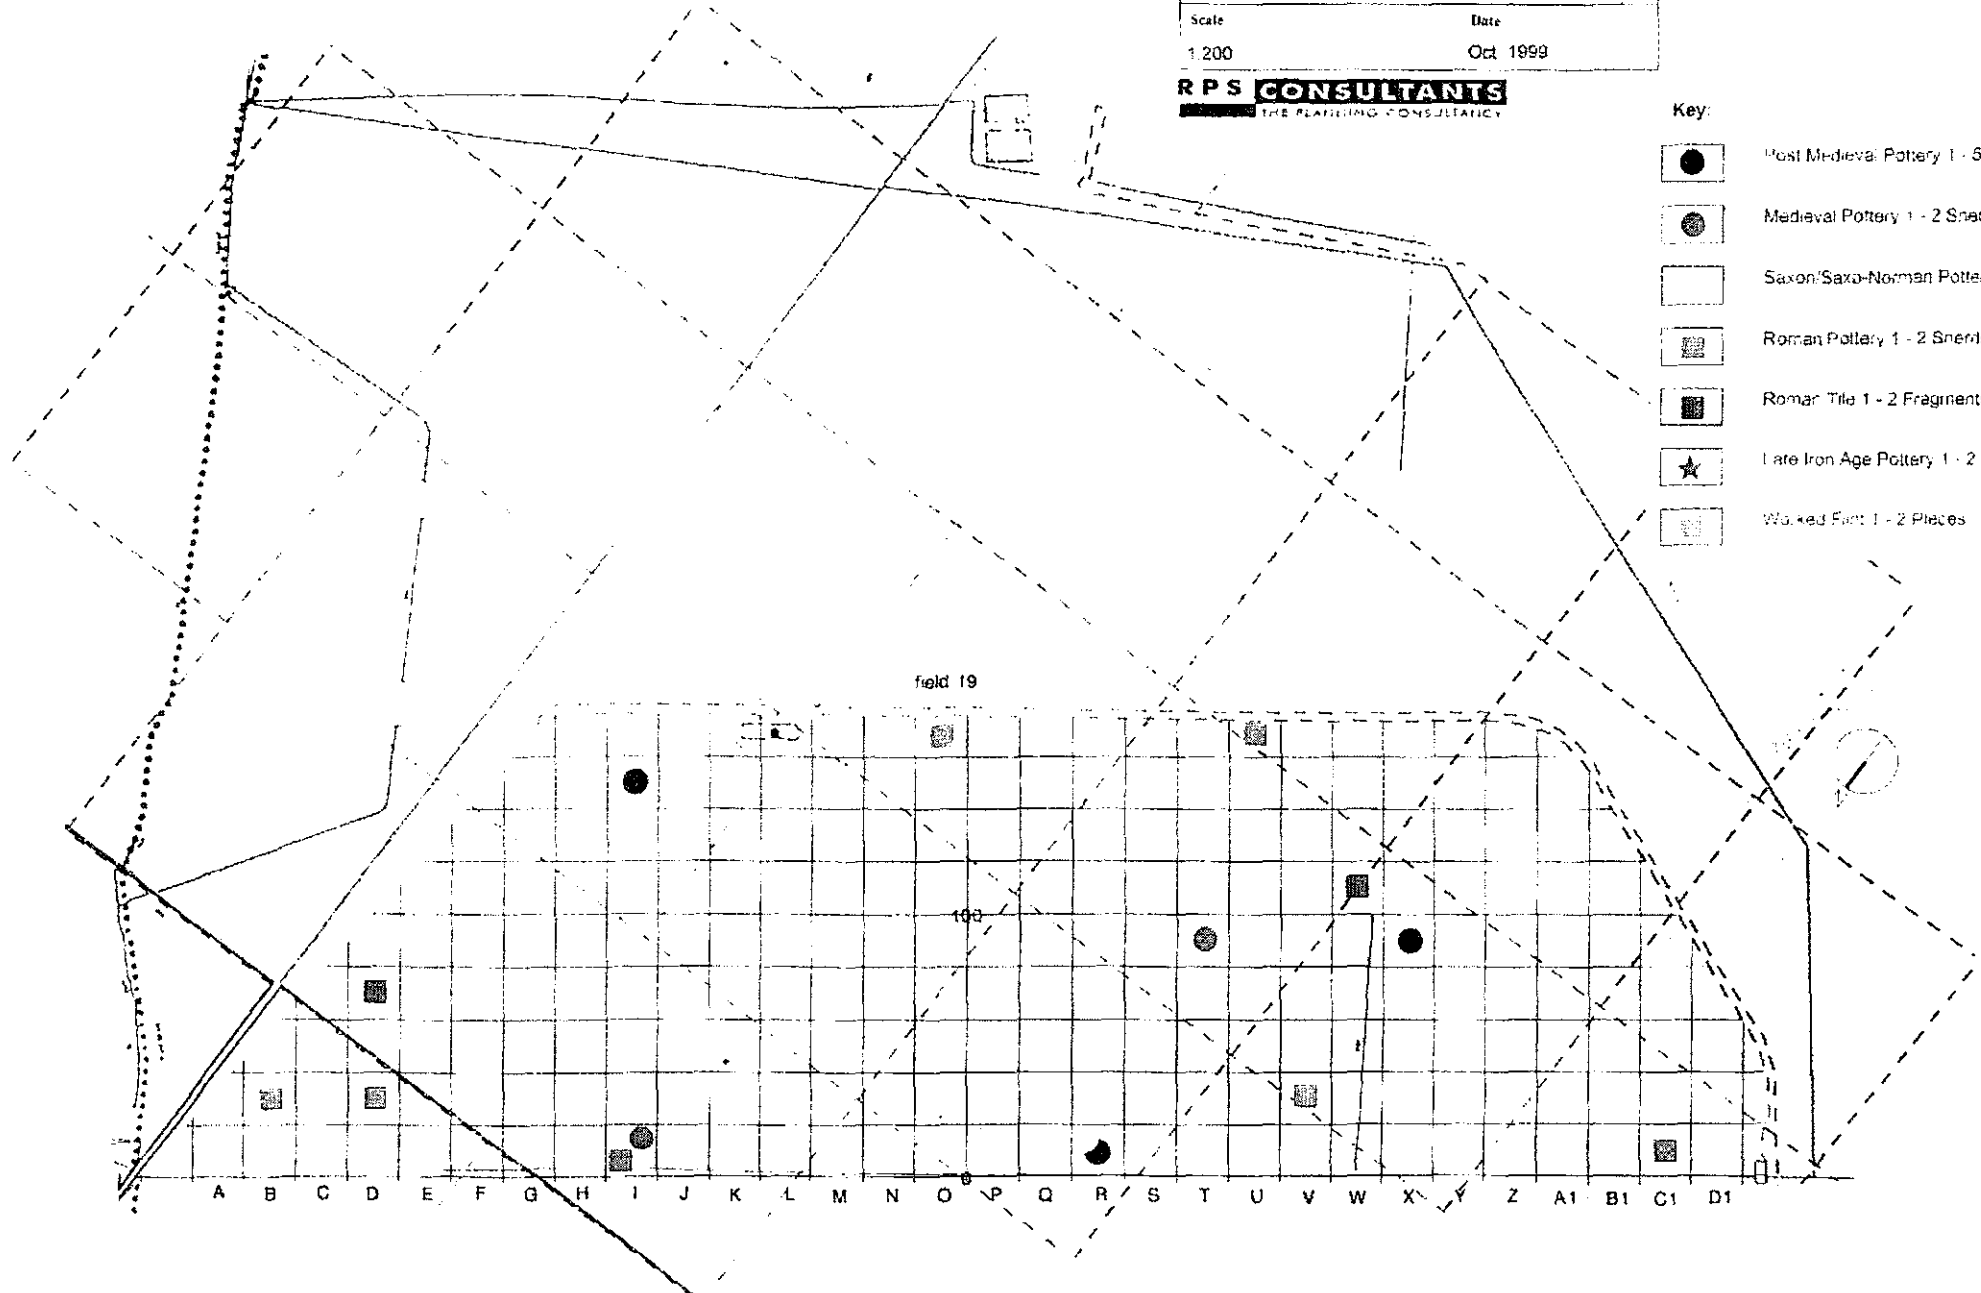 Scale Date
1:200 Oct 1999
RPS CONSULTANTS
THE PLANNING CONSULTANCY
Key:
Post Medieval Pottery 1 - 5
Medieval Pottery 1 - 2 Sher
Saxon/Saxo-Norman Potte
Roman Pottery 1 - 2 Sherd
Roman Tile 1 - 2 Fragment
Late Iron Age Pottery 1 - 2
Worked Flint 1 - 2 Pieces
field 19
100
0
A B C D E F G H I J K L M N O P Q R S T U V W X Y Z A1 B1 C1 D1